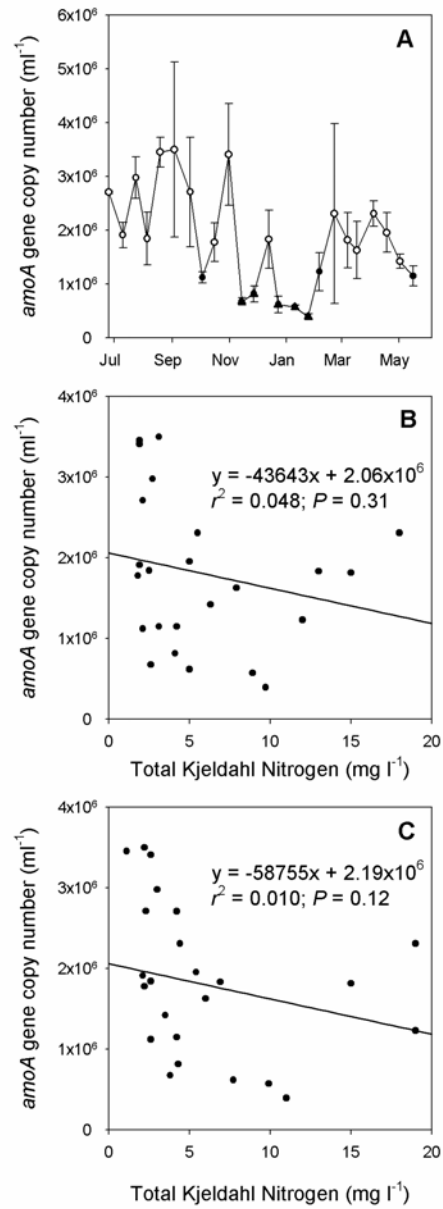 A
6x10⁶
5x10⁶
4x10⁶
3x10⁶
2x10⁶
1x10⁶
0
amoA gene copy number (ml⁻¹)
Jul Sep Nov Jan Mar May
B
4x10⁶
3x10⁶
2x10⁶
1x10⁶
0
amoA gene copy number (ml⁻¹)
y = -43643x + 2.06x10⁶
r² = 0.048; P = 0.31
0 5 10 15 20
Total Kjeldahl Nitrogen (mg l⁻¹)
C
4x10⁶
3x10⁶
2x10⁶
1x10⁶
0
amoA gene copy number (ml⁻¹)
y = -58755x + 2.19x10⁶
r² = 0.010; P = 0.12
0 5 10 15 20
Total Kjeldahl Nitrogen (mg l⁻¹)